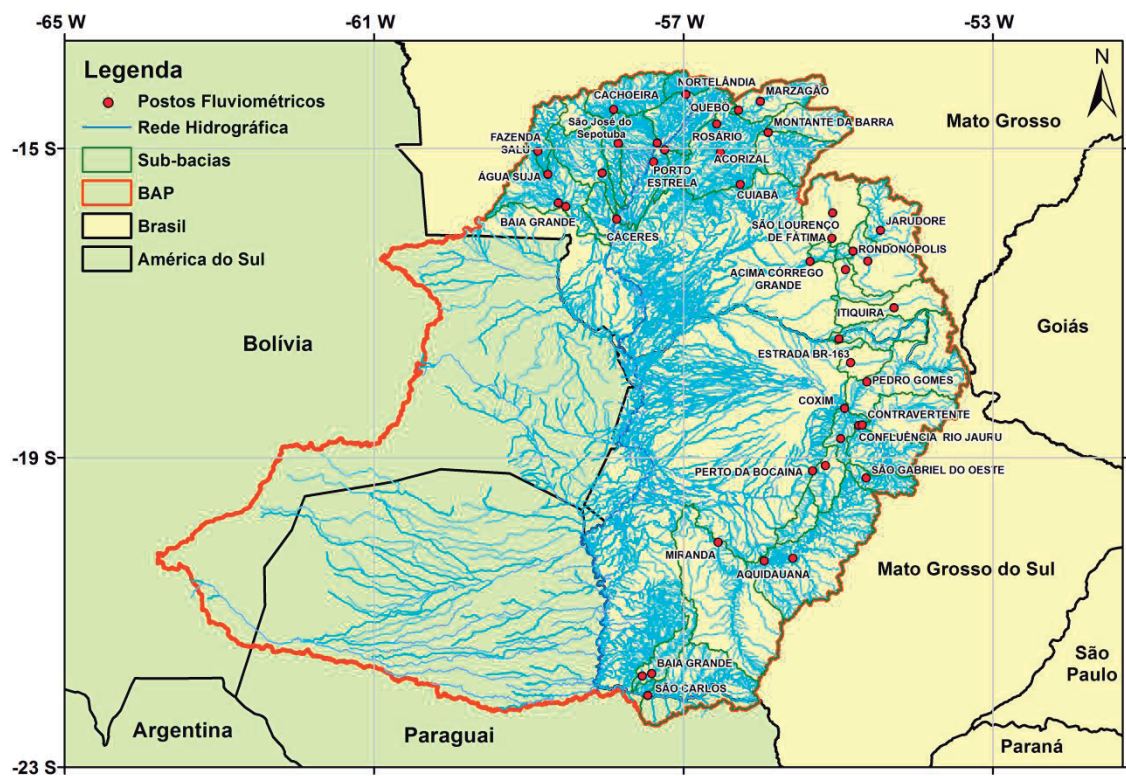 -65 W
-61 W
-57 W
-53 W
N
Legenda
Postos Fluviométricos
Rede Hidrográfica
Sub-bacias
BAP
Brasil
América do Sul
NORTELÂNDIA
CACHOEIRA
QUEBÓ
MARZAGÃO
São José do
Sepotuba
ROSÁRIO
MONTANTE DA BARRA
Mato Grosso
-15 S
FAZENDA
SALU
ACORIZAL
PORTO
ESTRELA
ÁGUA SUJA
CUIABÁ
BAIA GRANDE
CÁCERES
SÃO LOURENÇO
DE FÁTIMA
JARUDORE
RONDONÓPOLIS
ACIMA CÓRREGO
GRANDE
ITIQUIRA
Goiás
Bolívia
ESTRADA BR-163
PEDRO GOMES
COXIM
CONTRAVERTENTE
CONFLUÊNCIA RIO JAURU
-19 S
PERTO DA BOCAINA
SÃO GABRIEL DO OESTE
MIRANDA
AQUIDAUANA
Mato Grosso do Sul
São
Paulo
BAIA GRANDE
SÃO CARLOS
Argentina
Paraguai
Paraná
-23 S